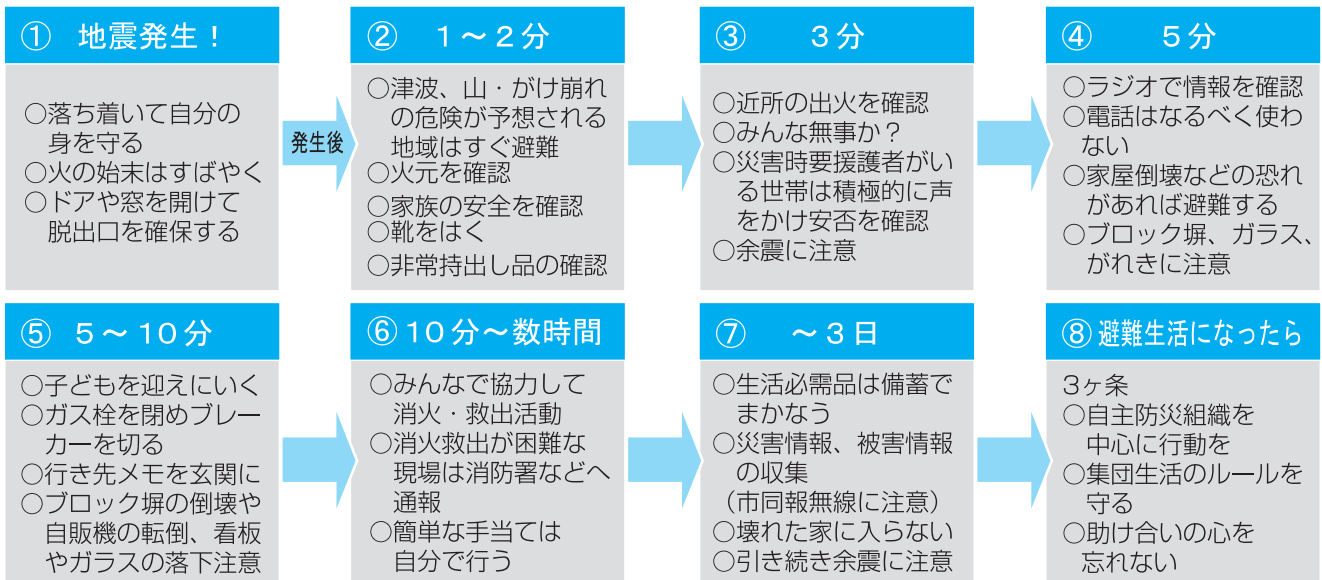 ① 地震発生！
○落ち着いて自分の
身を守る
○火の始末はすばやく
○ドアや窓を開けて
脱出口を確保する
発生後
② １～２分
○津波、山・がけ崩れ
の危険が予想される
地域はすぐ避難
○火元を確認
○家族の安全を確認
○靴をはく
○非常持出し品の確認
③ ３分
○近所の出火を確認
○みんな無事か？
○災害時要援護者がい
る世帯は積極的に声
をかけ安否を確認
○余震に注意
④ ５分
○ラジオで情報を確認
○電話はなるべく使わ
ない
○家屋倒壊などの恐れ
があれば避難する
○ブロック塀、ガラス、
がれきに注意
⑤ ５～10分
○子どもを迎えにいく
○ガス栓を閉めブレー
カーを切る
○行き先メモを玄関に
○ブロック塀の倒壊や
自販機の転倒、看板
やガラスの落下注意
⑥ 10分～数時間
○みんなで協力して
消火・救出活動
○消火救出が困難な
現場は消防署などへ
通報
○簡単な手当ては
自分で行う
⑦ ～３日
○生活必需品は備蓄で
まかなう
○災害情報、被害情報
の収集
（市同報無線に注意）
○壊れた家に入らない
○引き続き余震に注意
⑧ 避難生活になったら
3ヶ条
○自主防災組織を
中心に行動を
○集団生活のルールを
守る
○助け合いの心を
忘れない